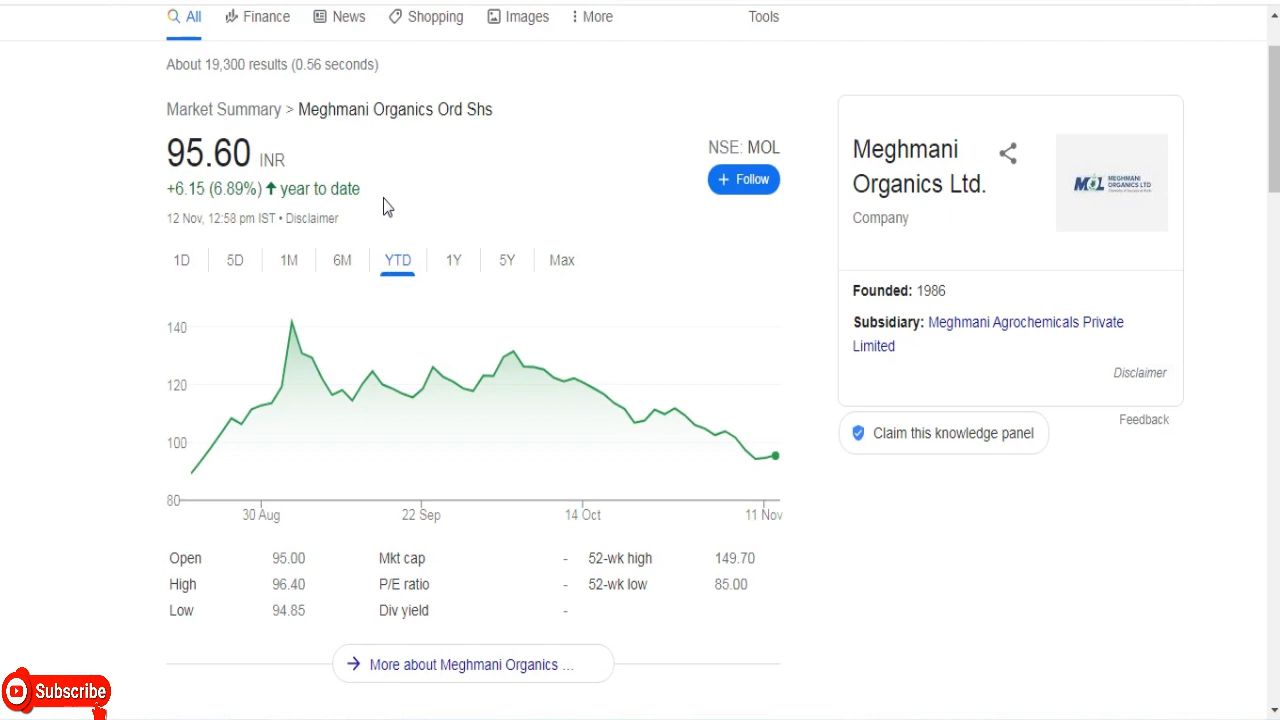 All Finance News Shopping Images More Tools
About 19,300 results (0.56 seconds)
Market Summary > Meghmani Organics Ord Shs
95.60 INR
NSE: MOL
+6.15 (6.89%) ↑ year to date
+ Follow
12 Nov, 12:58 pm IST • Disclaimer
1D 5D 1M 6M YTD 1Y 5Y Max
140
120
100
80
30 Aug 22 Sep 14 Oct 11 Nov
Open 95.00 Mkt cap - 52-wk high 149.70
High 96.40 P/E ratio - 52-wk low 85.00
Low 94.85 Div yield -
More about Meghmani Organics ...
Meghmani
Organics Ltd.
Company
MOL MEGHMANI
ORGANICS LTD
Founded: 1986
Subsidiary: Meghmani Agrochemicals Private
Limited
Disclaimer
Feedback
Claim this knowledge panel
Subscribe